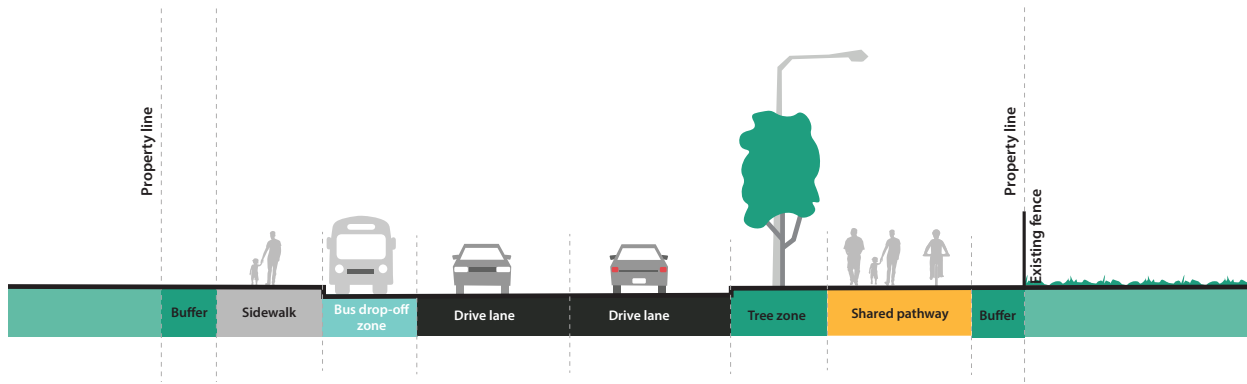 Property line
Property line
Existing fence
Buffer
Sidewalk
Bus drop-off
zone
Drive lane
Drive lane
Tree zone
Shared pathway
Buffer